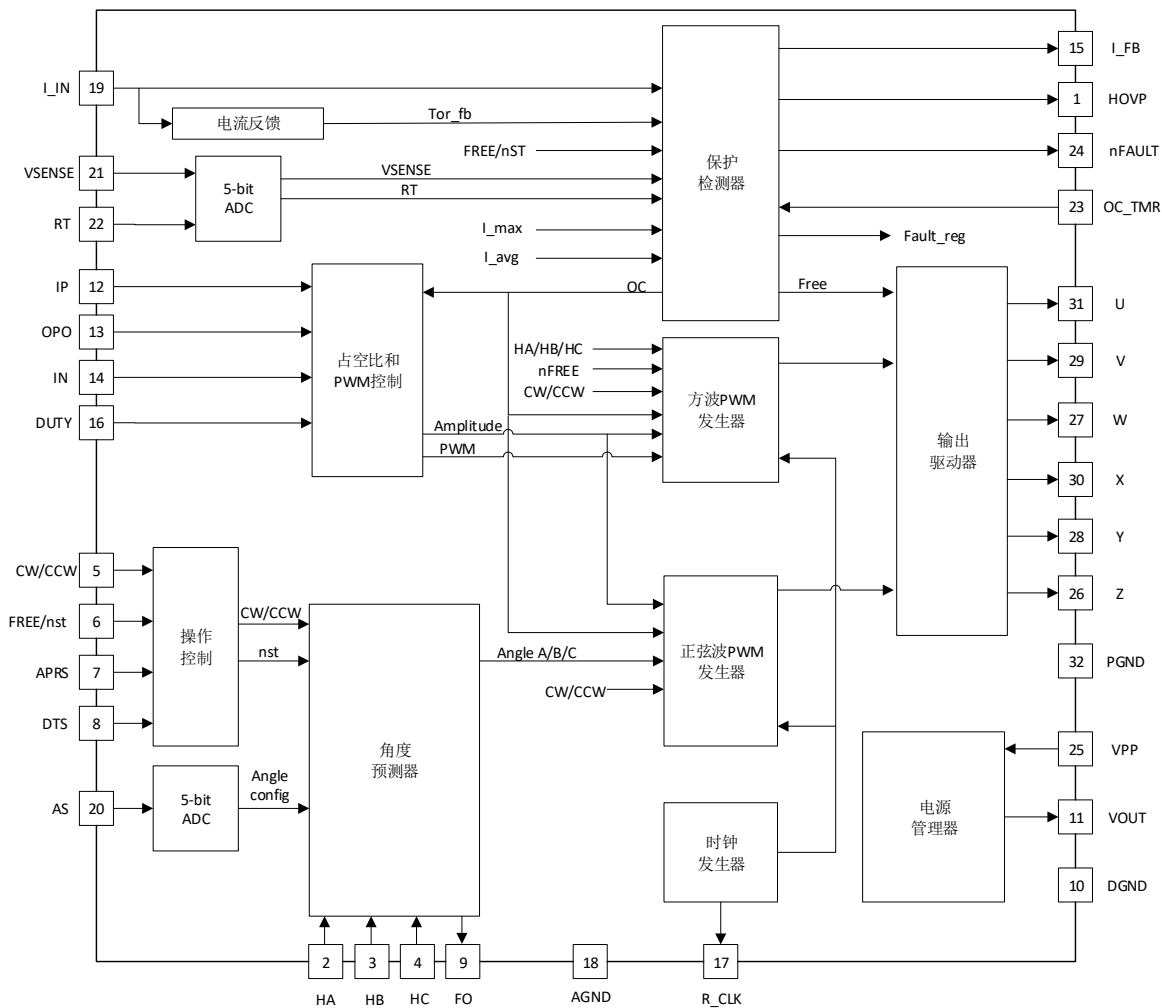 I_IN
19
电流反馈
Tor_fb
FREE/nST
VSENSE
21
RT
22
5-bit
ADC
VSENSE
RT
I_max
I_avg
保护
检测器
15
I_FB
1
HOVP
24
nFAULT
23
OC_TMR
Fault_reg
OC
Free
IP
12
OPO
13
IN
14
DUTY
16
占空比和
PWM控制
Amplitude
PWM
HA/HB/HC
nFREE
CW/CCW
方波PWM
发生器
输出
驱动器
31
U
29
V
27
W
30
X
28
Y
26
Z
32
PGND
CW/CCW
5
FREE/nst
6
APRS
7
DTS
8
操作
控制
CW/CCW
nst
AS
20
5-bit
ADC
Angle
config
角度
预测器
Angle A/B/C
CW/CCW
正弦波PWM
发生器
时钟
发生器
电源
管理器
25
VPP
11
VOUT
10
DGND
2
3
4
9
18
17
HA
HB
HC
FO
AGND
R_CLK